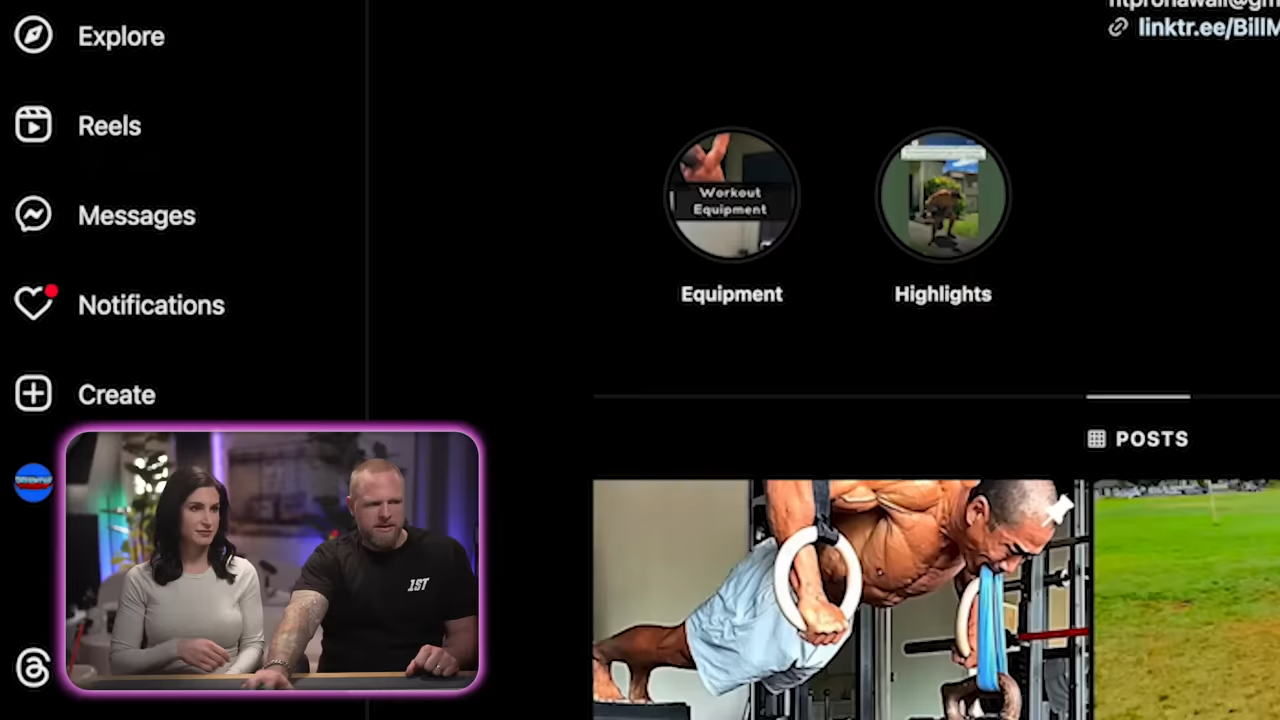 Explore
Reels
Messages
Notifications
Create
linktr.ee/BillM
Workout
Equipment
Equipment
Highlights
POSTS
1ST